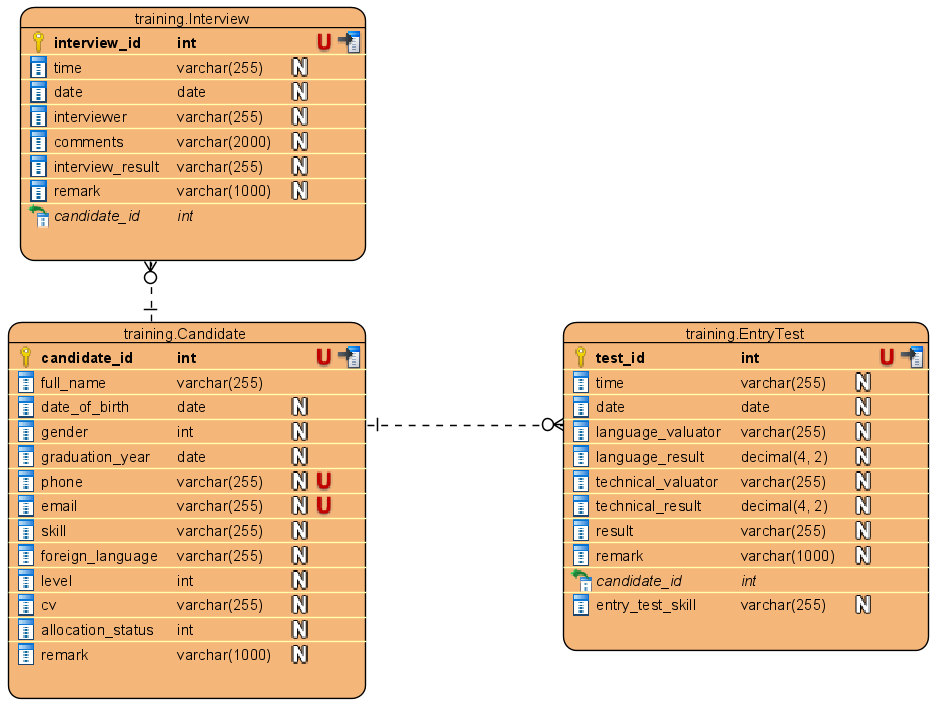 training.Interview
interview_id int U
time varchar(255) N
date date N
interviewer varchar(255) N
comments varchar(2000) N
interview_result varchar(255) N
remark varchar(1000) N
candidate_id int
training.Candidate
candidate_id int U
full_name varchar(255)
date_of_birth date N
gender int N
graduation_year date N
phone varchar(255) N U
email varchar(255) N U
skill varchar(255) N
foreign_language varchar(255) N
level int N
cv varchar(255) N
allocation_status int N
remark varchar(1000) N
training.EntryTest
test_id int U
time varchar(255) N
date date N
language_valuator varchar(255) N
language_result decimal(4, 2) N
technical_valuator varchar(255) N
technical_result decimal(4, 2) N
result varchar(255) N
remark varchar(1000) N
candidate_id int
entry_test_skill varchar(255) N